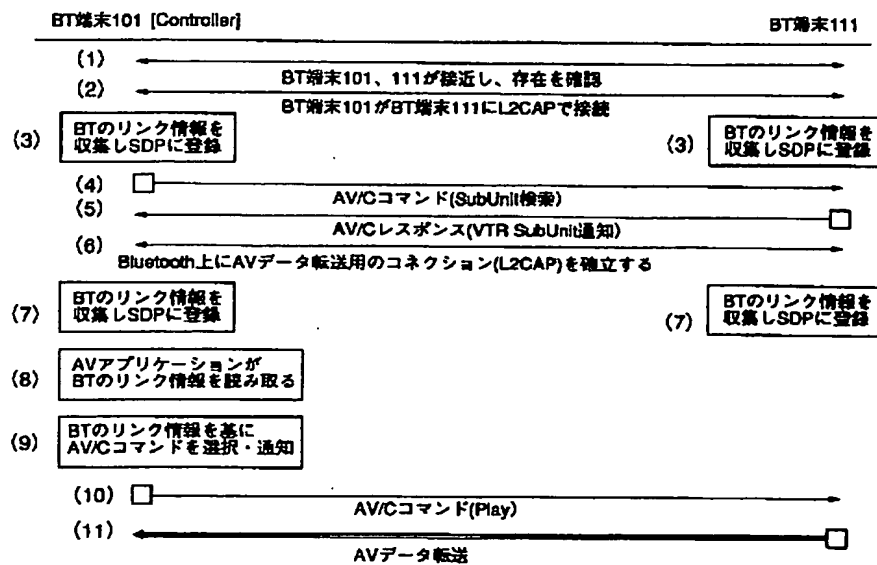 BT端末101 [Controller]
BT端末111
(1)
BT端末101、111が接近し、存在を確認
(2)
BT端末101がBT端末111にL2CAPで接続
(3)
BTのリンク情報を
収集しSDPに登録
(3)
BTのリンク情報を
収集しSDPに登録
(4)
AV/Cコマンド(SubUnit検索)
(5)
AV/Cレスポンス(VTR SubUnit通知)
(6)
Bluetooth上にAVデータ転送用のコネクション(L2CAP)を確立する
(7)
BTのリンク情報を
収集しSDPに登録
(7)
BTのリンク情報を
収集しSDPに登録
(8)
AVアプリケーションが
BTのリンク情報を読み取る
(9)
BTのリンク情報を基に
AV/Cコマンドを選択・通知
(10)
AV/Cコマンド(Play)
(11)
AVデータ転送